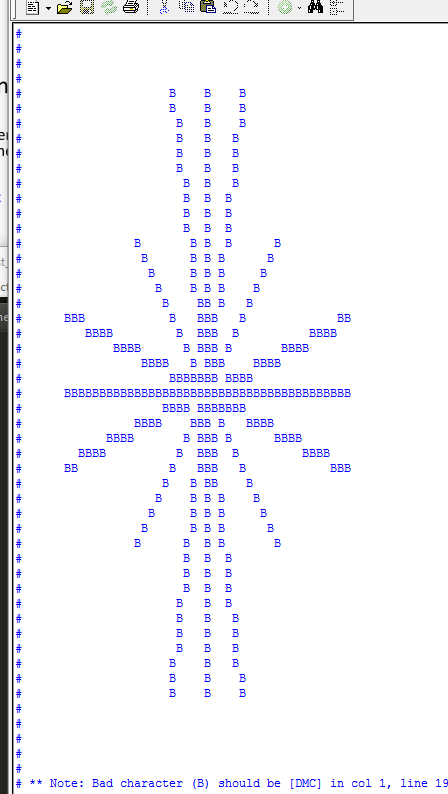 #
#
#
#
#                     B    B    B
#                     B    B    B
#                      B   B    B
#                      B   B   B
#                      B   B   B
#                      B   B   B
#                       B  B   B
#                       B  B  B
#                       B  B  B
#                       B  B  B
#                B       B B  B      B
#                 B      B B B      B
#                  B     B B B     B
#                   B    B B B    B
#                    B    BB B   B
#      BBB            B   BBB   B             BB
#         BBBB         B  BBB  B          BBBB
#             BBBB      B BBB B       BBBB
#                 BBBB   B BBB    BBBB
#                     BBBBBBB BBBB
#      BBBBBBBBBBBBBBBBBBBBBBBBBBBBBBBBBBBBBBBBB
#                    BBBB BBBBBBB
#                BBBB    BBB B   BBBB
#            BBBB       B BBB B      BBBB
#        BBBB          B  BBB  B         BBBB
#      BB             B   BBB   B            BBB
#                    B   B BB    B
#                   B    B B B    B
#                  B     B B B     B
#                 B      B B B      B
#                B      B  B B       B
#                       B  B  B
#                       B  B  B
#                       B  B  B
#                      B   B  B
#                      B   B   B
#                      B   B   B
#                      B   B   B
#                     B    B   B
#                     B    B    B
#                     B    B    B
#
#
#
#
#
# ** Note: Bad character (B) should be [DMC] in col 1, line 19